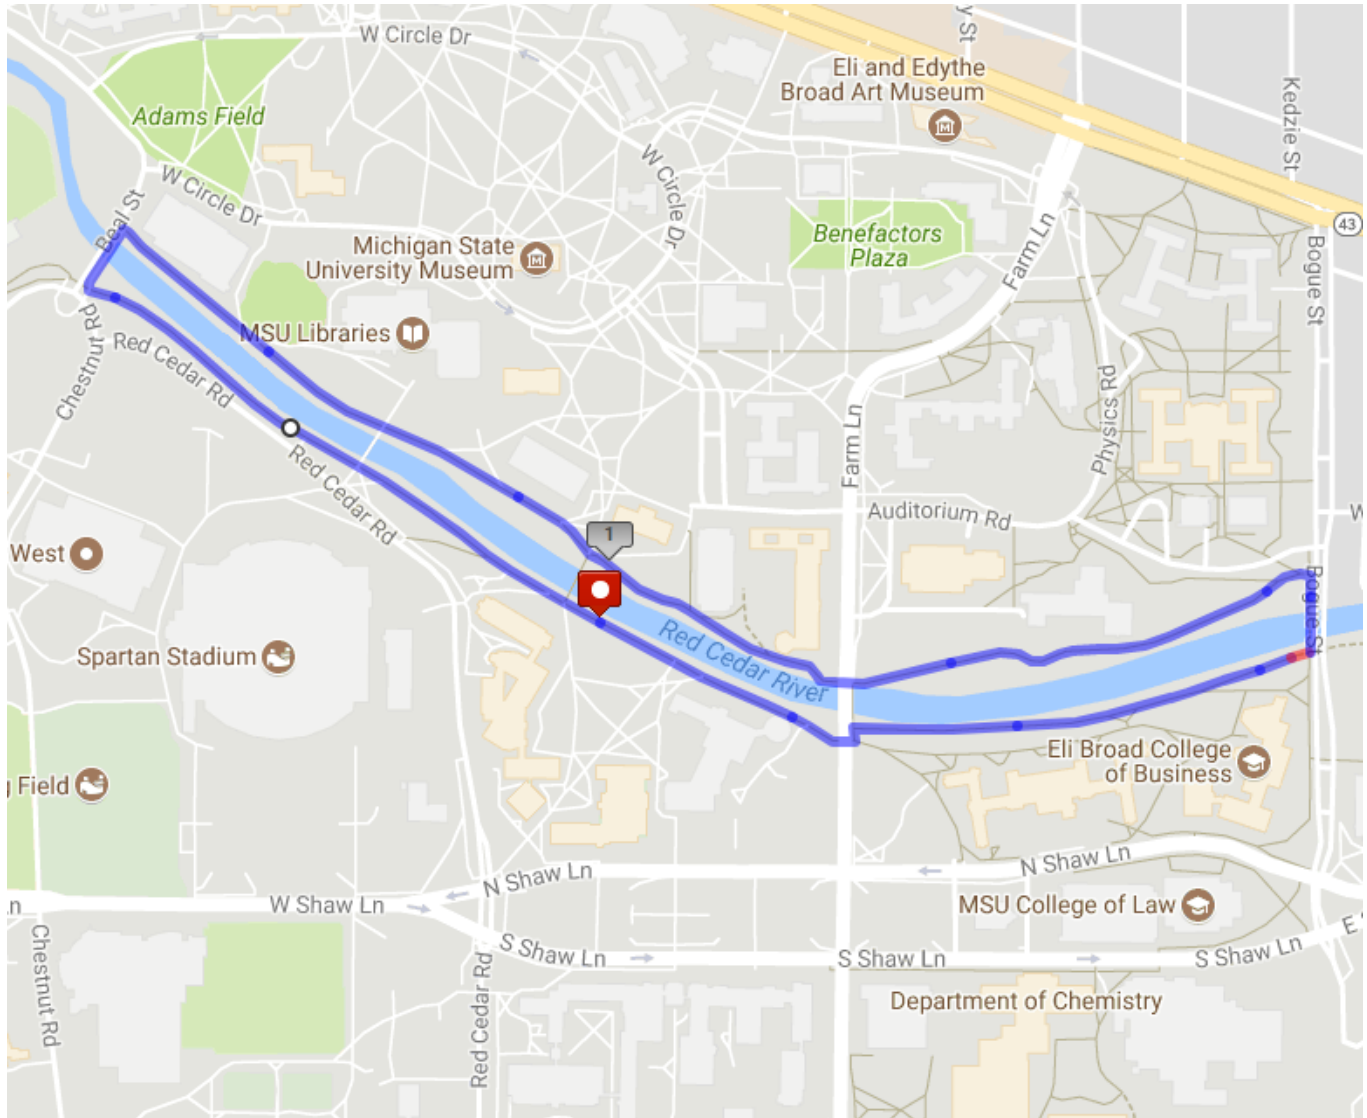 W Circle Dr
y St
Eli and Edythe
Broad Art Museum
Kedzie St
Adams Field
W Circle Dr
W Circle Dr
Beal St
43
Farm Ln
Benefactors
Plaza
Bogue St
Michigan State
University Museum
MSU Libraries
Chestnut Rd
Red Cedar Rd
Physics Rd
Farm Ln
Red Cedar Rd
Auditorium Rd
W
1
West
Bogue St
Red Cedar River
Spartan Stadium
Eli Broad College
of Business
Field
N Shaw Ln
N Shaw Ln
Ln
W Shaw Ln
MSU College of Law
E
S Shaw Ln
S Shaw Ln
S Shaw Ln
Chestnut Rd
Red Cedar Rd
Department of Chemistry